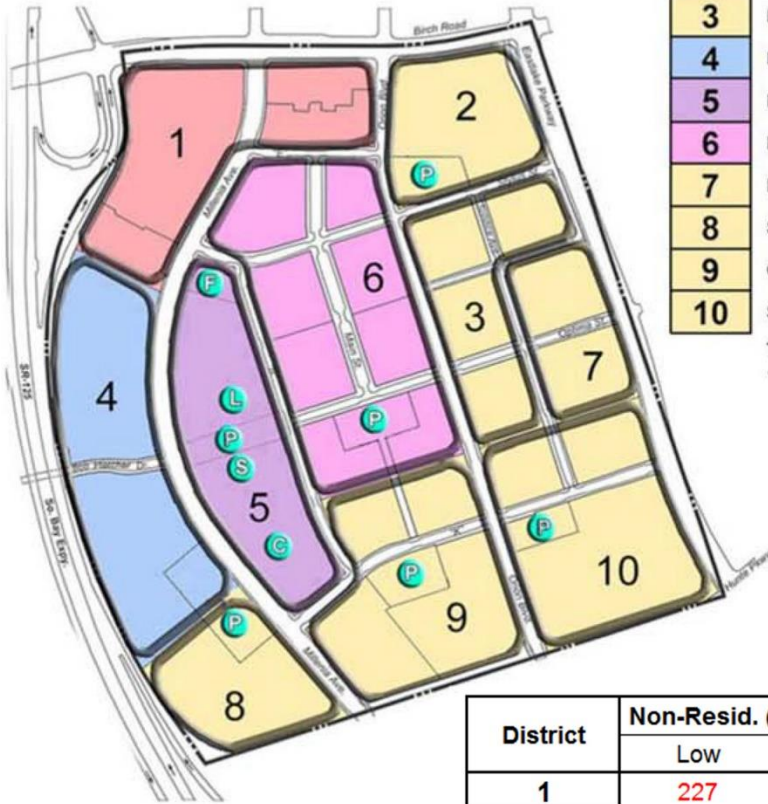 Birch Road
3
4
5
6
7
8
9
10
Eastlake Parkway
Orion Blvd
1
2
P
Millenia Ave.
F
6
3
Main St.
Optima St.
7
4
L
P
P
S
5
C
SR-125
Bob Hatcher Dr.
So. Bay Expy.
"K"
P
P
10
9
Orion Blvd
P
8
Millenia Ave.
District
Non-Resid. (
Low
1
227